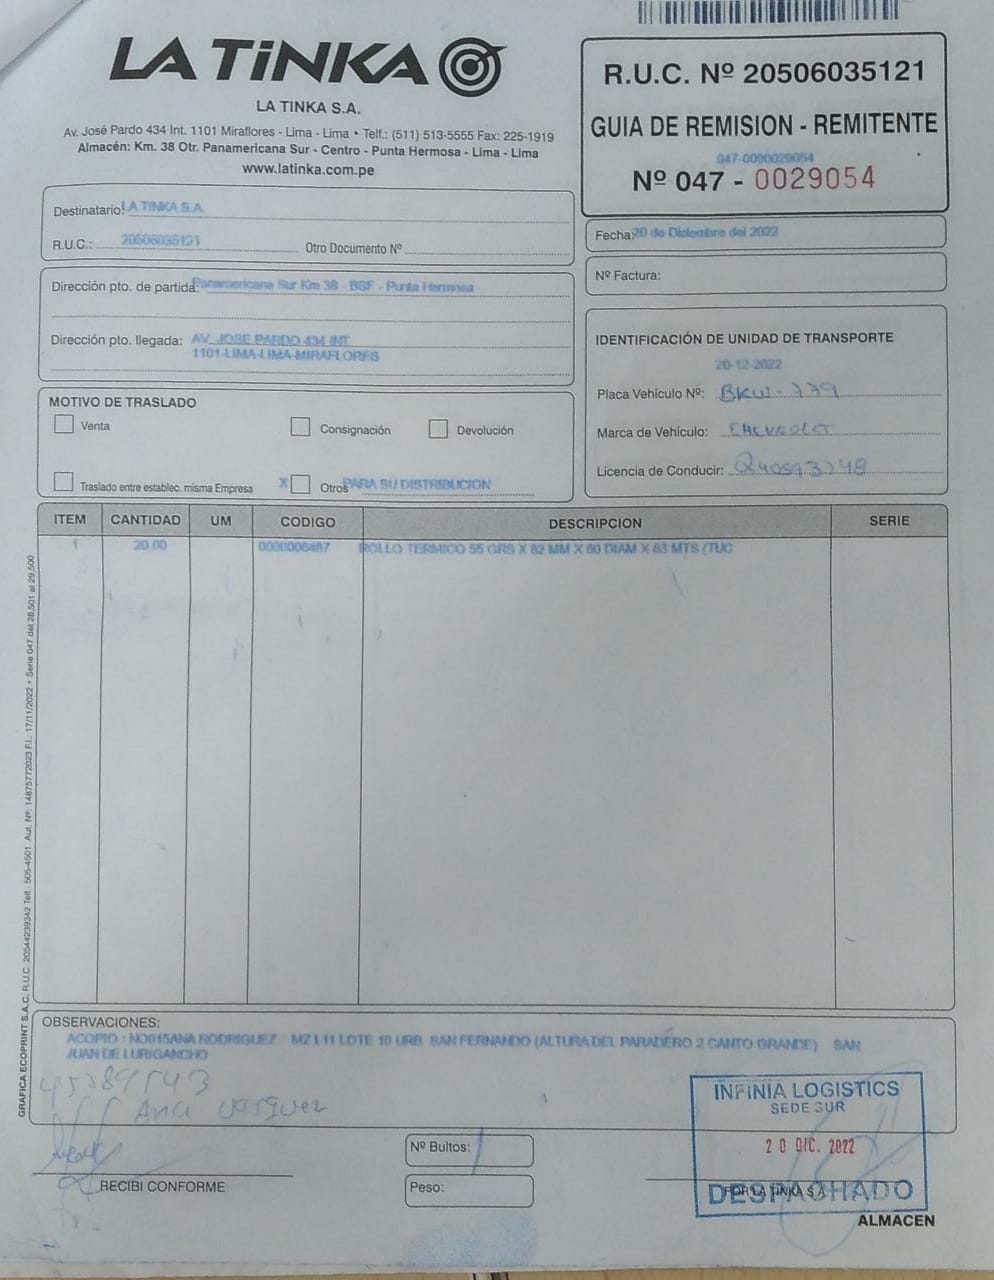 LA TiNKA
LA TINKA S.A.
Av. José Pardo 434 Int. 1101 Miraflores - Lima - Lima • Telf.: (511) 513-5555 Fax: 225-1919
Almacén: Km. 38 Otr. Panamericana Sur - Centro - Punta Hermosa - Lima - Lima
www.latinka.com.pe
R.U.C. Nº 20506035121
GUIA DE REMISION - REMITENTE
047-0000029054
Nº 047 - 0029054
Destinatario: LA TINKA S.A.
R.U.C.: 20506035121 Otro Documento Nº
Fecha: 20 de Diciembre del 2022
Nº Factura:
Dirección pto. de partida: Panamericana Sur Km 38 - BSF - Punta Hermosa -
Dirección pto. llegada: AV. JOSE PARDO 434 INT.
1101-LIMA-LIMA-MIRAFLORES
IDENTIFICACIÓN DE UNIDAD DE TRANSPORTE
20-12-2022
Placa Vehículo Nº: BKW-779
Marca de Vehículo: CHEVROLET
Licencia de Conducir: Q40593748
MOTIVO DE TRASLADO
Venta Consignación Devolución
Traslado entre establec. misma Empresa X Otros PARA SU DISTRIBUCION
ITEM CANTIDAD UM CODIGO DESCRIPCION SERIE
1 20.00 0000006487 ROLLO TERMICO 55 GRS X 82 MM X 80 DIAM X 83 MTS (TUC
GRAFICA ECOPRINT S.A.C. R.U.C. 20544239342 Telf.: 505-4501 Aut. Nº: 14875772023 F.I.: 17/11/2022 • Serie 047 del 28,501 al 29,500
OBSERVACIONES:
ACOPIO : NO015ANA RODRIGUEZ MZ L11 LOTE 10 URB SAN FERNANDO (ALTURA DEL PARADERO 2 CANTO GRANDE) SAN
JUAN DE LURIGANCHO
Ana Vasquez
RECIBI CONFORME
Nº Bultos:
Peso:
INFINIA LOGISTICS
SEDE SUR
20 DIC. 2022
DESPACHADO
POR LA TINKA S.A.
ALMACEN